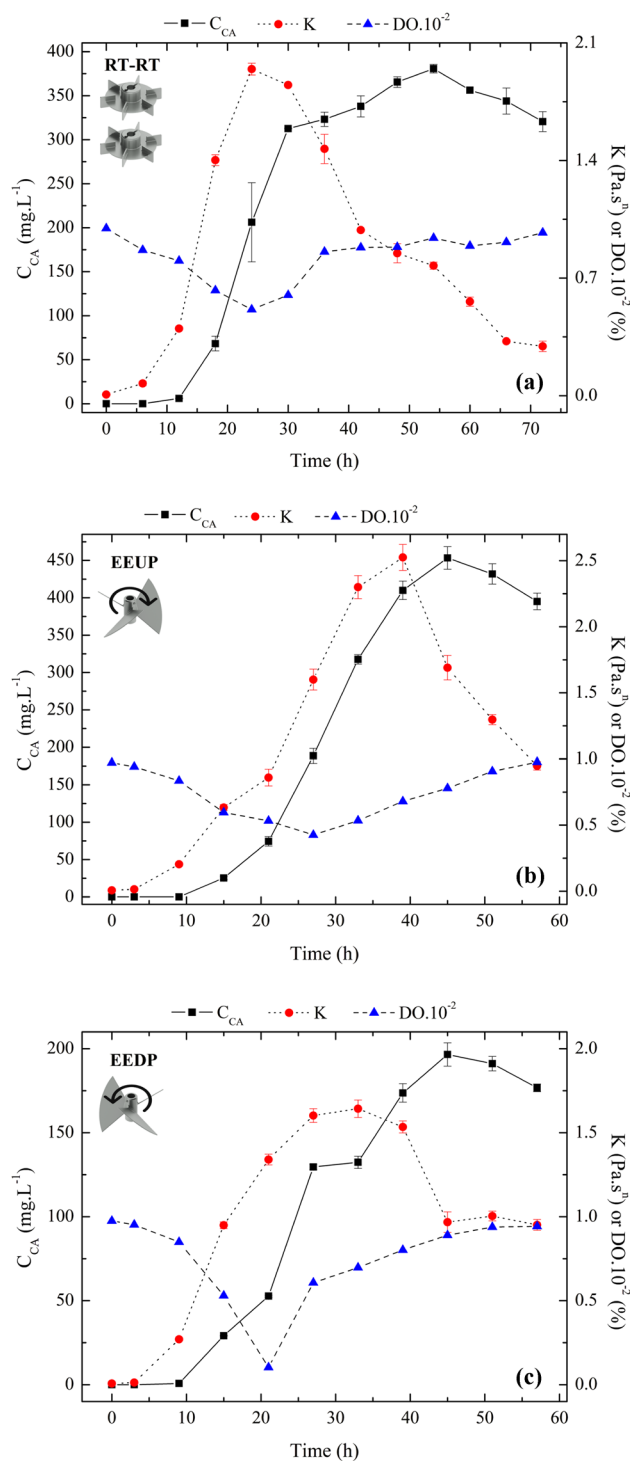 C_CA K DO.10^-2
RT-RT
400
350
300
250
200
150
100
50
0
C_CA (mg.L^-1)
2.1
1.4
0.7
0.0
K (Pa.s^n) or DO.10^-2 (%)
(a)
0 10 20 30 40 50 60 70
Time (h)
C_CA K DO.10^-2
EEUP
450
400
350
300
250
200
150
100
50
0
C_CA (mg.L^-1)
2.5
2.0
1.5
1.0
0.5
0.0
K (Pa.s^n) or DO.10^-2 (%)
(b)
0 10 20 30 40 50 60
Time (h)
C_CA K DO.10^-2
EEDP
200
150
100
50
0
C_CA (mg.L^-1)
2.0
1.5
1.0
0.5
0.0
K (Pa.s^n) or DO.10^-2 (%)
(c)
0 10 20 30 40 50 60
Time (h)